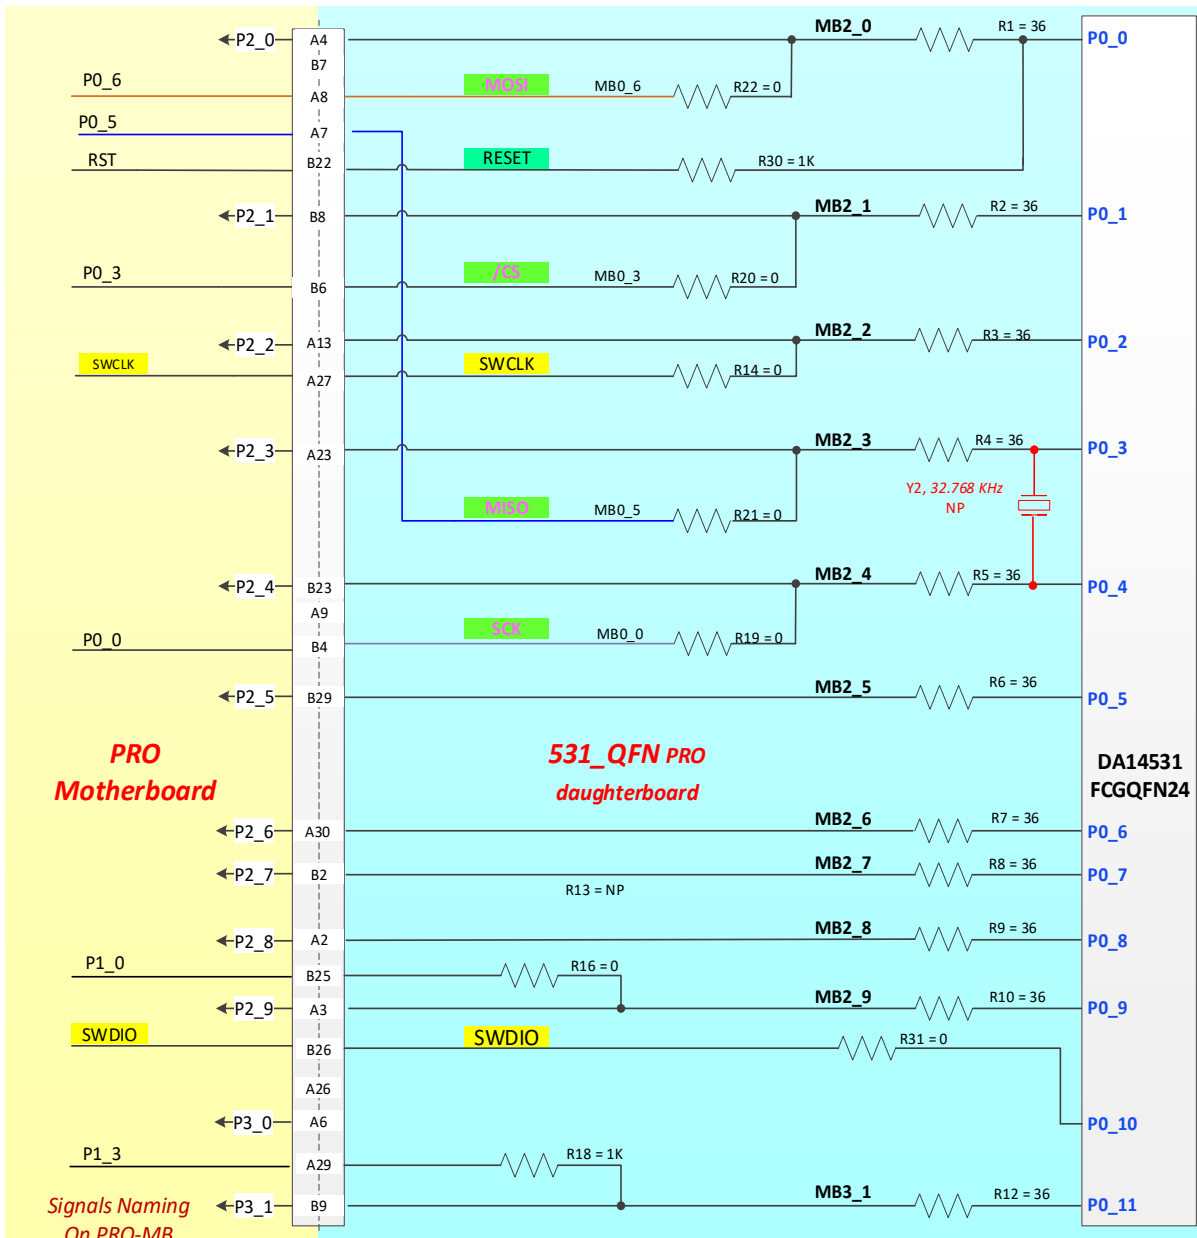 P2_0 A4 MB2_0 R1 = 36 P0_0
B7
P0_6 A8 MOSI MB0_6 R22 = 0
P0_5 A7
RST B22 RESET R30 = 1K
P2_1 B8 MB2_1 R2 = 36 P0_1
P0_3 B6 /CS MB0_3 R20 = 0
P2_2 A13 MB2_2 R3 = 36 P0_2
SWCLK A27 SWCLK R14 = 0
P2_3 A23 MB2_3 R4 = 36 P0_3
Y2, 32.768 KHz
NP
MISO MB0_5 R21 = 0
P2_4 B23 MB2_4 R5 = 36 P0_4
A9
P0_0 B4 SCK MB0_0 R19 = 0
P2_5 B29 MB2_5 R6 = 36 P0_5
PRO
Motherboard
531_QFN PRO
daughterboard
DA14531
FCGQFN24
P2_6 A30 MB2_6 R7 = 36 P0_6
P2_7 B2 MB2_7 R8 = 36 P0_7
R13 = NP
P2_8 A2 MB2_8 R9 = 36 P0_8
P1_0 B25 R16 = 0
P2_9 A3 MB2_9 R10 = 36 P0_9
SWDIO B26 SWDIO R31 = 0
A26
P3_0 A6 P0_10
P1_3 A29 R18 = 1K
P3_1 B9 MB3_1 R12 = 36 P0_11
Signals Naming
On PRO-MB